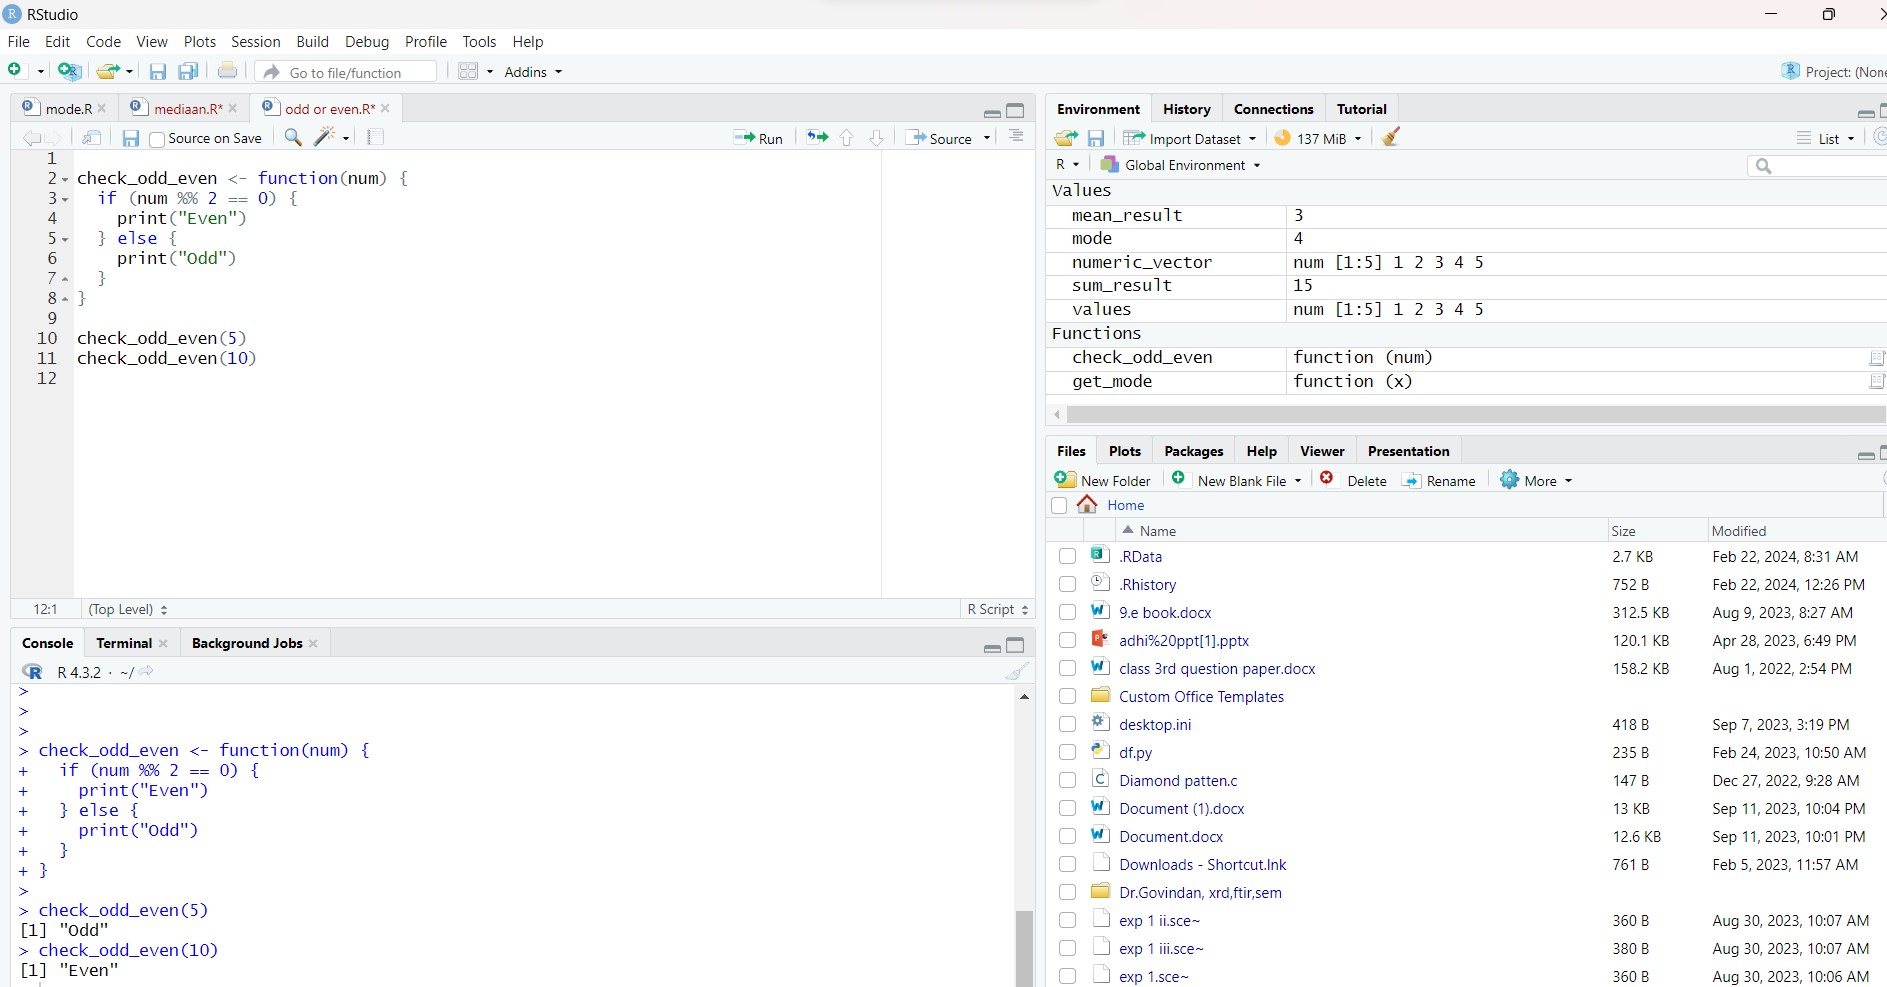 RStudio
File Edit Code View Plots Session Build Debug Profile Tools Help
Go to file/function Addins Project: (None
mode.R mediaan.R* odd or even.R*
Source on Save Run Source
1
2 check_odd_even <- function(num) {
3 if (num %% 2 == 0) {
4 print("Even")
5 } else {
6 print("Odd")
7 }
8 }
9
10 check_odd_even(5)
11 check_odd_even(10)
12
12:1 (Top Level) R Script
Console Terminal Background Jobs
R 4.3.2 · ~/
>
>
>
> check_odd_even <- function(num) {
+ if (num %% 2 == 0) {
+ print("Even")
+ } else {
+ print("Odd")
+ }
+ }
>
> check_odd_even(5)
[1] "Odd"
> check_odd_even(10)
[1] "Even"
Environment History Connections Tutorial
Import Dataset 137 MiB List
R Global Environment
Values
mean_result 3
mode 4
numeric_vector num [1:5] 1 2 3 4 5
sum_result 15
values num [1:5] 1 2 3 4 5
Functions
check_odd_even function (num)
get_mode function (x)
Files Plots Packages Help Viewer Presentation
New Folder New Blank File Delete Rename More
Home
Name Size Modified
.RData 2.7 KB Feb 22, 2024, 8:31 AM
.Rhistory 752 B Feb 22, 2024, 12:26 PM
9.e book.docx 312.5 KB Aug 9, 2023, 8:27 AM
adhi%20ppt[1].pptx 120.1 KB Apr 28, 2023, 6:49 PM
class 3rd question paper.docx 158.2 KB Aug 1, 2022, 2:54 PM
Custom Office Templates
desktop.ini 418 B Sep 7, 2023, 3:19 PM
df.py 235 B Feb 24, 2023, 10:50 AM
Diamond patten.c 147 B Dec 27, 2022, 9:28 AM
Document (1).docx 13 KB Sep 11, 2023, 10:04 PM
Document.docx 12.6 KB Sep 11, 2023, 10:01 PM
Downloads - Shortcut.lnk 761 B Feb 5, 2023, 11:57 AM
Dr.Govindan, xrd,ftir,sem
exp 1 ii.sce~ 360 B Aug 30, 2023, 10:07 AM
exp 1 iii.sce~ 380 B Aug 30, 2023, 10:07 AM
exp 1.sce~ 360 B Aug 30, 2023, 10:06 AM